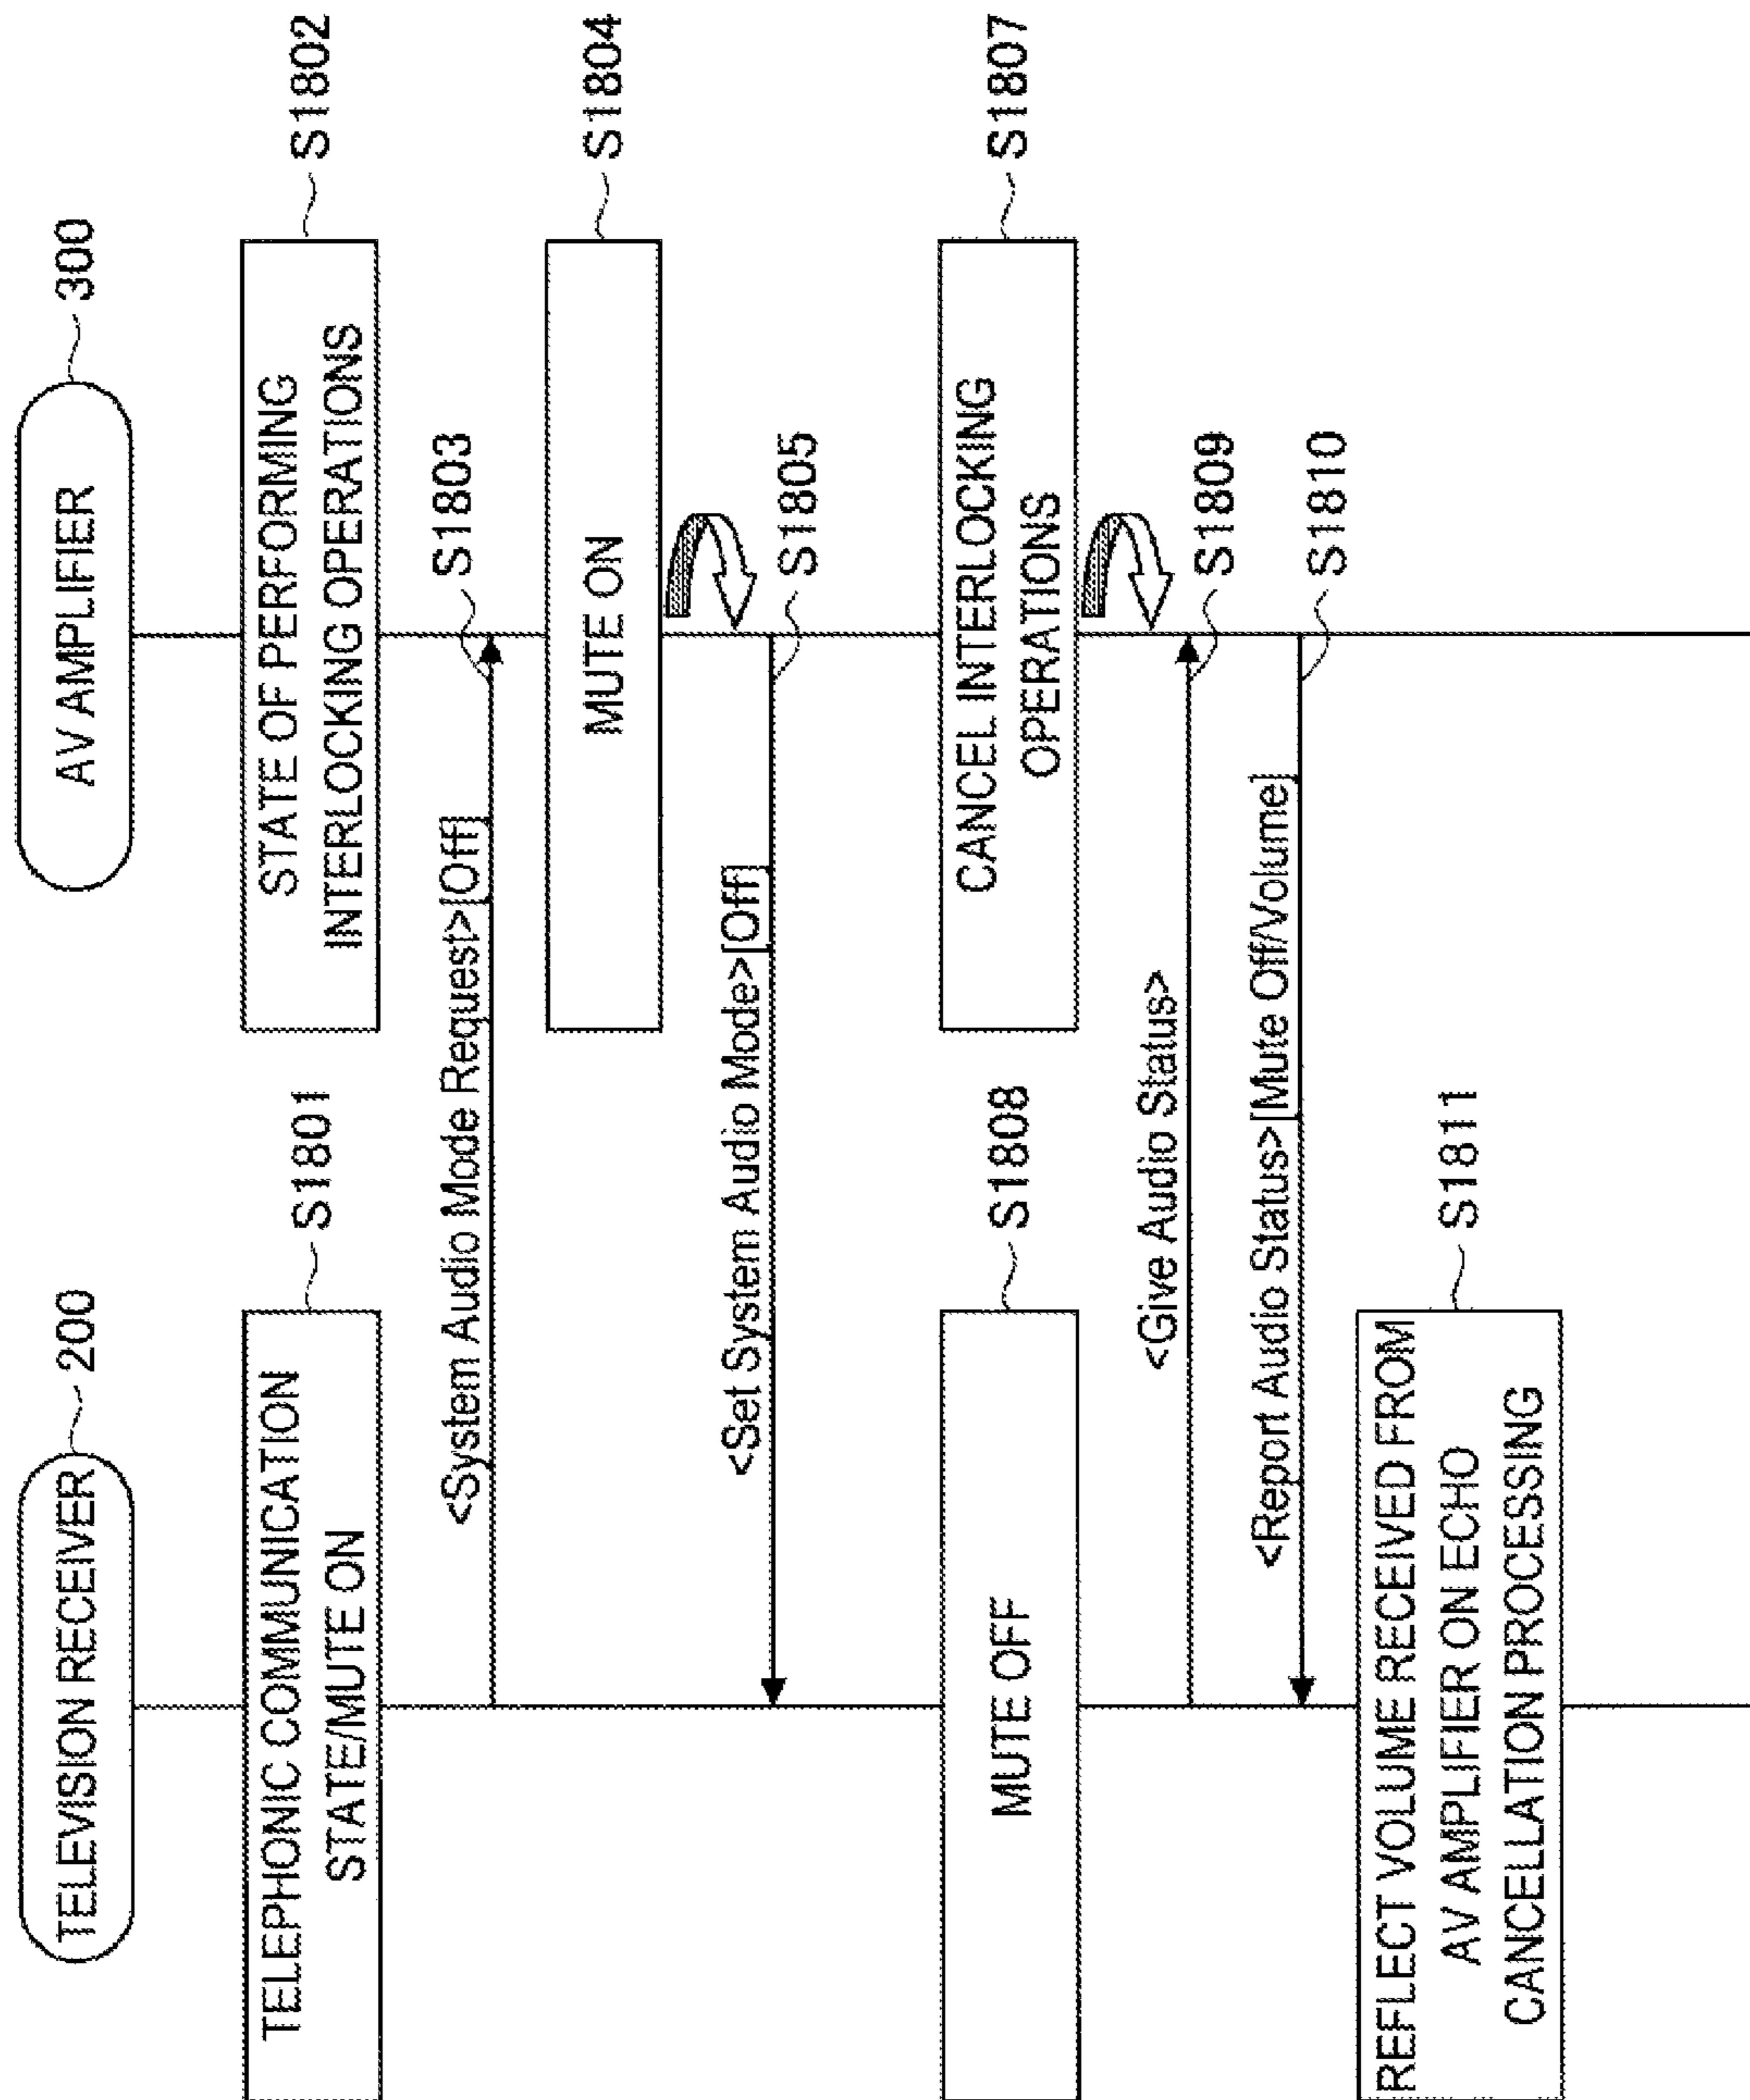 TELEVISION RECEIVER
200
AV AMPLIFIER
300
TELEPHONIC COMMUNICATION
STATE/MUTE ON
S1801
STATE OF PERFORMING
INTERLOCKING OPERATIONS
S1802
<System Audio Mode Request>[Off]
S1803
MUTE ON
S1804
<Set System Audio Mode>[Off]
S1805
MUTE OFF
S1808
CANCEL INTERLOCKING
OPERATIONS
S1807
<Give Audio Status>
S1809
<Report Audio Status>[Mute Off/Volume]
S1810
REFLECT VOLUME RECEIVED FROM
AV AMPLIFIER ON ECHO
CANCELLATION PROCESSING
S1811